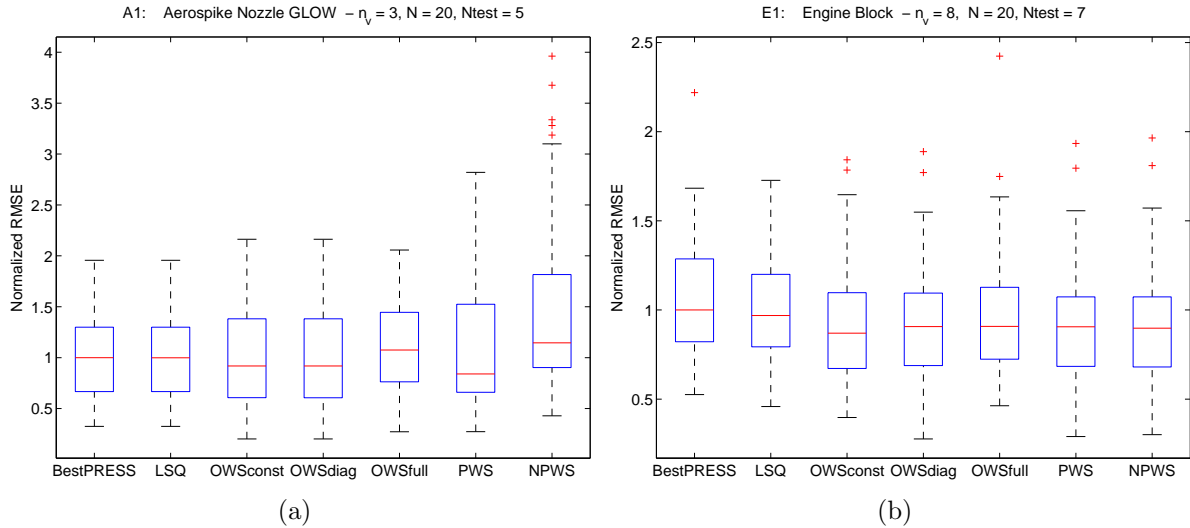 A1: Aerospike Nozzle GLOW – n_v = 3, N = 20, Ntest = 5
4
3.5
3
2.5
2
1.5
1
0.5
Normalized RMSE
BestPRESS LSQ OWSconst OWSdiag OWSfull PWS NPWS
(a)
E1: Engine Block – n_v = 8, N = 20, Ntest = 7
2.5
2
1.5
1
0.5
Normalized RMSE
BestPRESS LSQ OWSconst OWSdiag OWSfull PWS NPWS
(b)